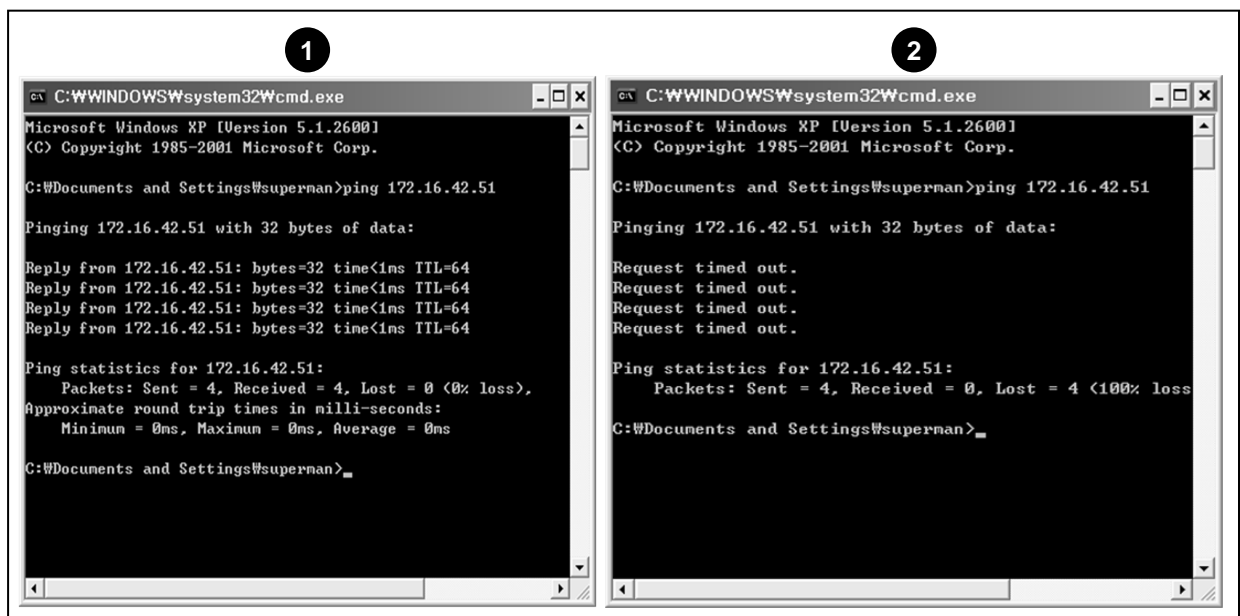 1
C:₩WINDOWS₩system32₩cmd.exe
Microsoft Windows XP [Version 5.1.2600]
(C) Copyright 1985-2001 Microsoft Corp.
C:₩Documents and Settings₩superman>ping 172.16.42.51
Pinging 172.16.42.51 with 32 bytes of data:
Reply from 172.16.42.51: bytes=32 time<1ms TTL=64
Reply from 172.16.42.51: bytes=32 time<1ms TTL=64
Reply from 172.16.42.51: bytes=32 time<1ms TTL=64
Reply from 172.16.42.51: bytes=32 time<1ms TTL=64
Ping statistics for 172.16.42.51:
Packets: Sent = 4, Received = 4, Lost = 0 (0% loss),
Approximate round trip times in milli-seconds:
Minimum = 0ms, Maximum = 0ms, Average = 0ms
C:₩Documents and Settings₩superman>_
2
C:₩WINDOWS₩system32₩cmd.exe
Microsoft Windows XP [Version 5.1.2600]
(C) Copyright 1985-2001 Microsoft Corp.
C:₩Documents and Settings₩superman>ping 172.16.42.51
Pinging 172.16.42.51 with 32 bytes of data:
Request timed out.
Request timed out.
Request timed out.
Request timed out.
Ping statistics for 172.16.42.51:
Packets: Sent = 4, Received = 0, Lost = 4 (100% loss
C:₩Documents and Settings₩superman>_